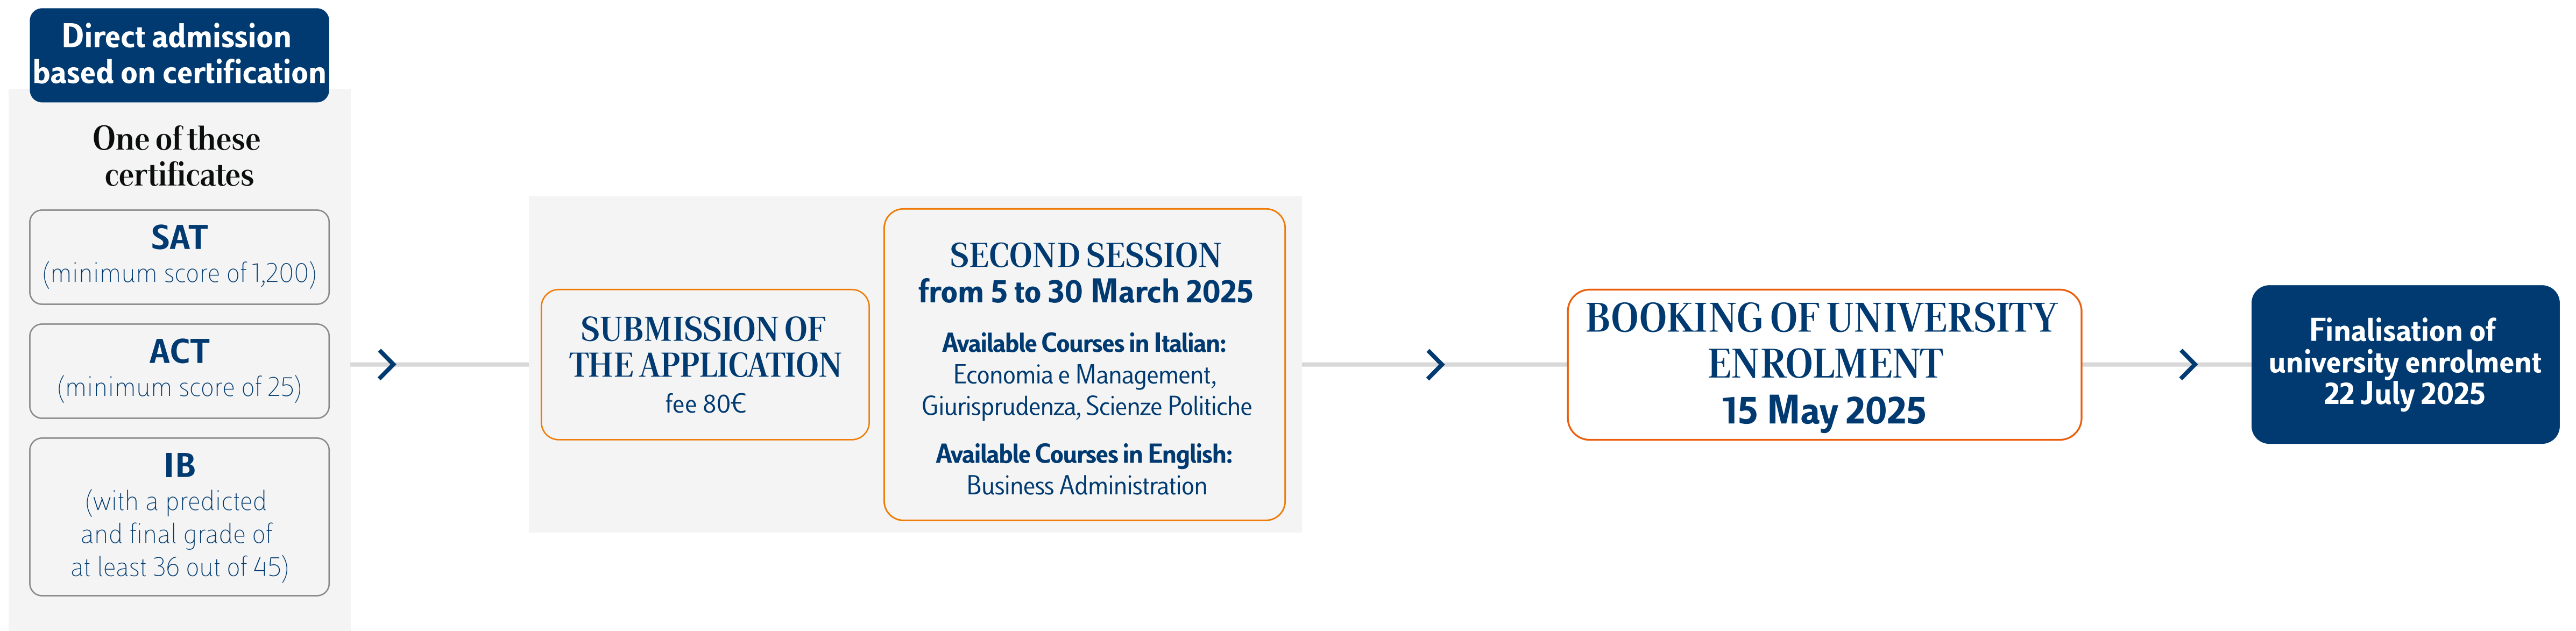 Direct admission
based on certification
One of these
certificates
SAT
(minimum score of 1,200)
ACT
(minimum score of 25)
IB
(with a predicted
and final grade of
at least 36 out of 45)
SUBMISSION OF
THE APPLICATION
fee 80€
SECOND SESSION
from 5 to 30 March 2025
Available Courses in Italian:
Economia e Management,
Giurisprudenza, Scienze Politiche
Available Courses in English:
Business Administration
BOOKING OF UNIVERSITY
ENROLMENT
15 May 2025
Finalisation of
university enrolment
22 July 2025